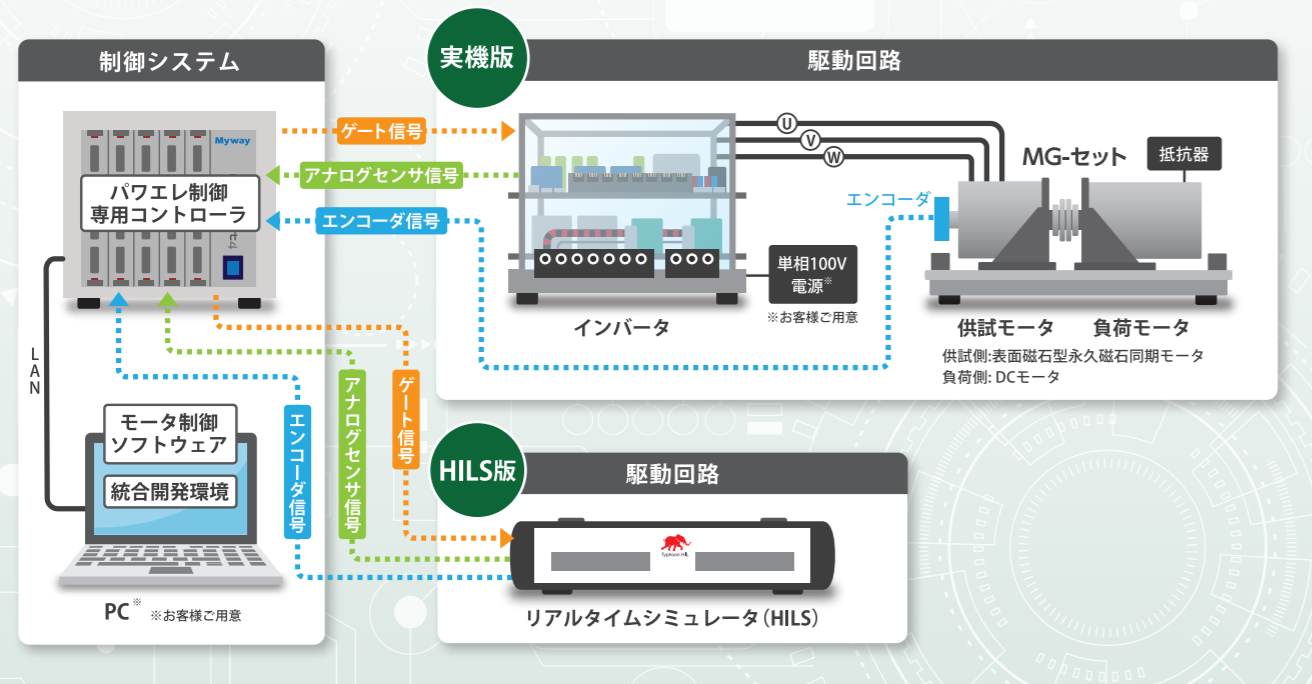 制御システム
Myway
パワエレ制御
専用コントローラ
LAN
モータ制御
ソフトウェア
統合開発環境
PC※ ※お客様ご用意
実機版
駆動回路
ゲート信号
アナログセンサ信号
エンコーダ信号
インバータ
U
V
W
単相100V
電源※
※お客様ご用意
エンコーダ
MG-セット
抵抗器
供試モータ
負荷モータ
供試側:表面磁石型永久磁石同期モータ
負荷側: DCモータ
エンコーダ信号
アナログセンサ信号
ゲート信号
HILS版
駆動回路
Typhoon HIL
リアルタイムシミュレータ(HILS)